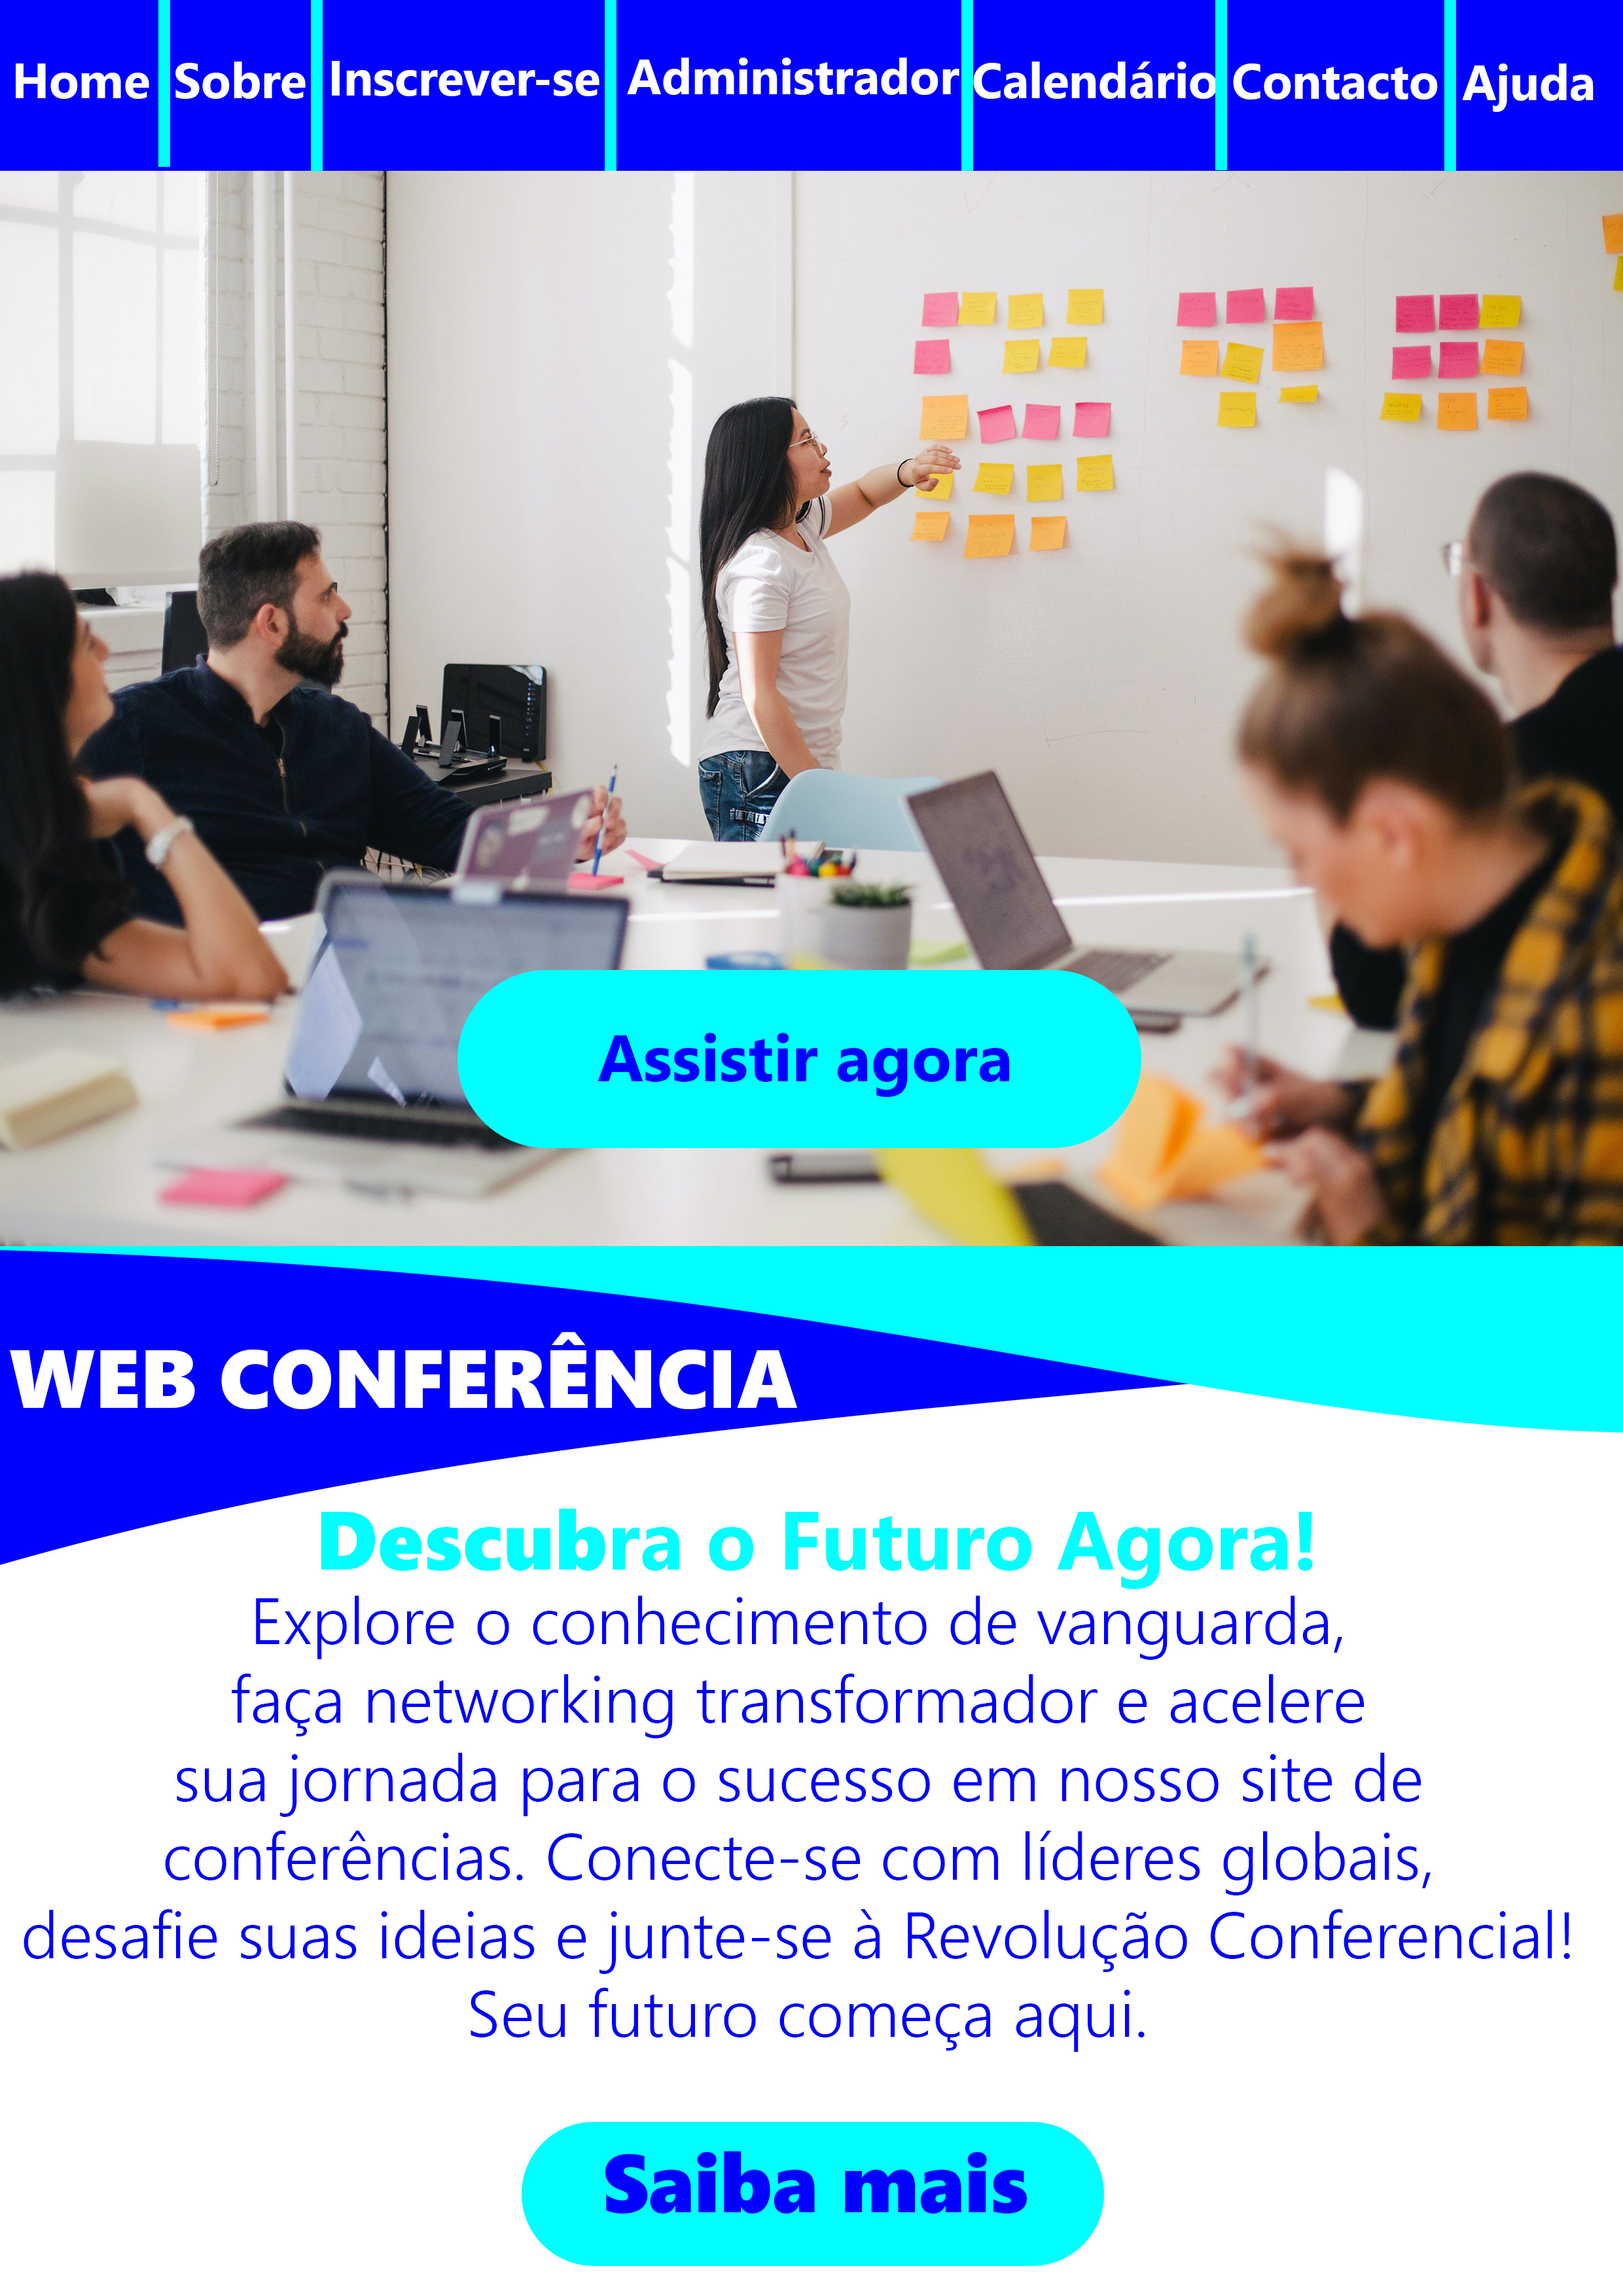 Home Sobre Inscrever-se Administrador Calendário Contacto Ajuda
Assistir agora
WEB CONFERÊNCIA
Descubra o Futuro Agora!
Explore o conhecimento de vanguarda,
faça networking transformador e acelere
sua jornada para o sucesso em nosso site de
conferências. Conecte-se com líderes globais,
desafie suas ideias e junte-se à Revolução Conferencial!
Seu futuro começa aqui.
Saiba mais